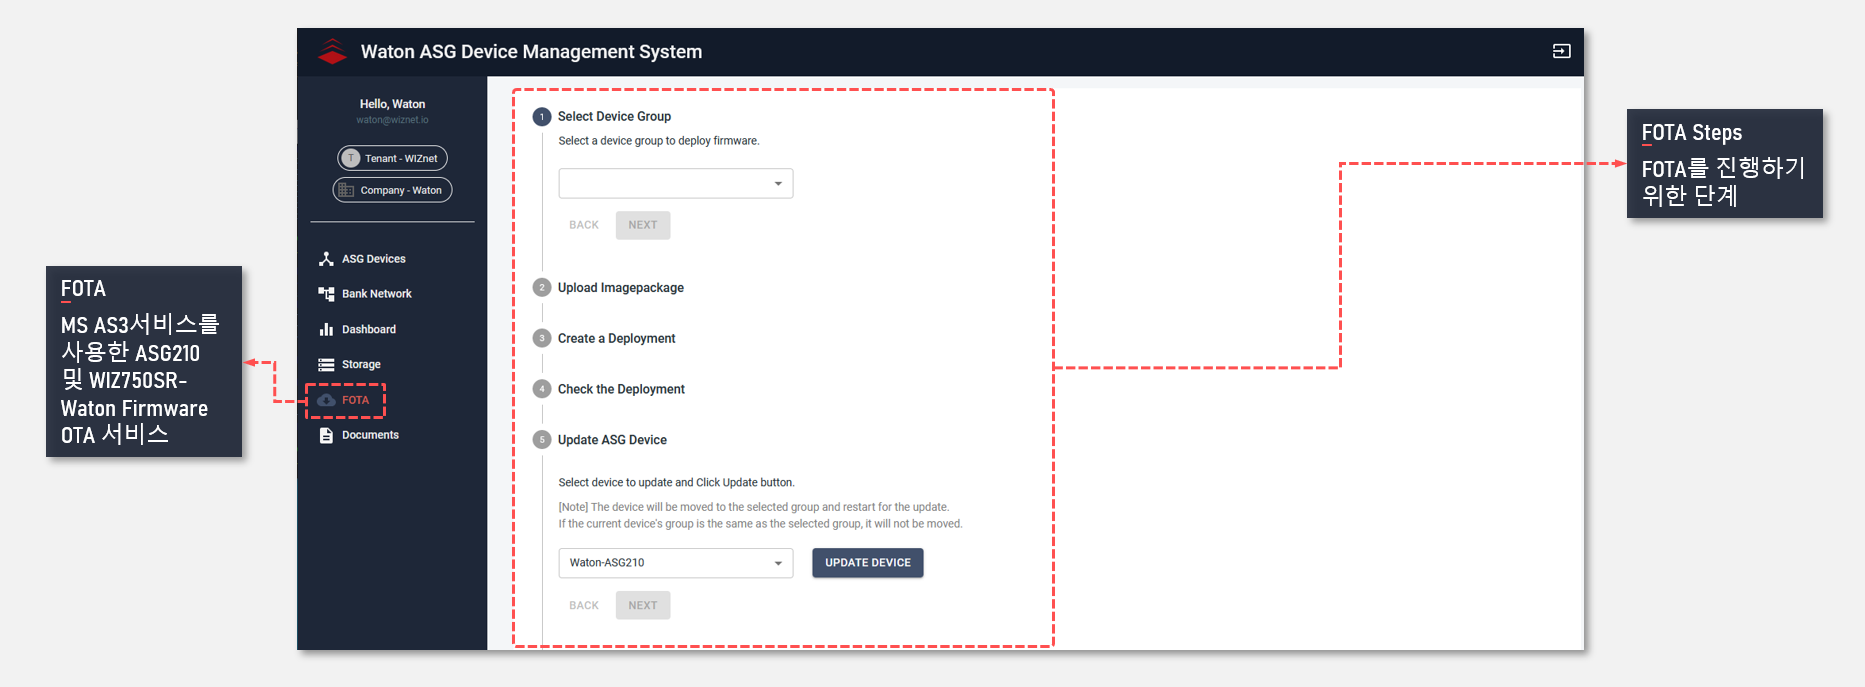 Waton ASG Device Management System
Hello, Waton
waton@wiznet.io
T Tenant - WIZnet
Company - Waton
ASG Devices
Bank Network
Dashboard
Storage
FOTA
Documents
1 Select Device Group
Select a device group to deploy firmware.
BACK NEXT
2 Upload Imagepackage
3 Create a Deployment
4 Check the Deployment
5 Update ASG Device
Select device to update and Click Update button.
[Note] The device will be moved to the selected group and restart for the update.
If the current device's group is the same as the selected group, it will not be moved.
Waton-ASG210 UPDATE DEVICE
BACK NEXT
FOTA
MS AS3서비스를
사용한 ASG210
및 WIZ750SR-
Waton Firmware
OTA 서비스
FOTA Steps
FOTA를 진행하기
위한 단계